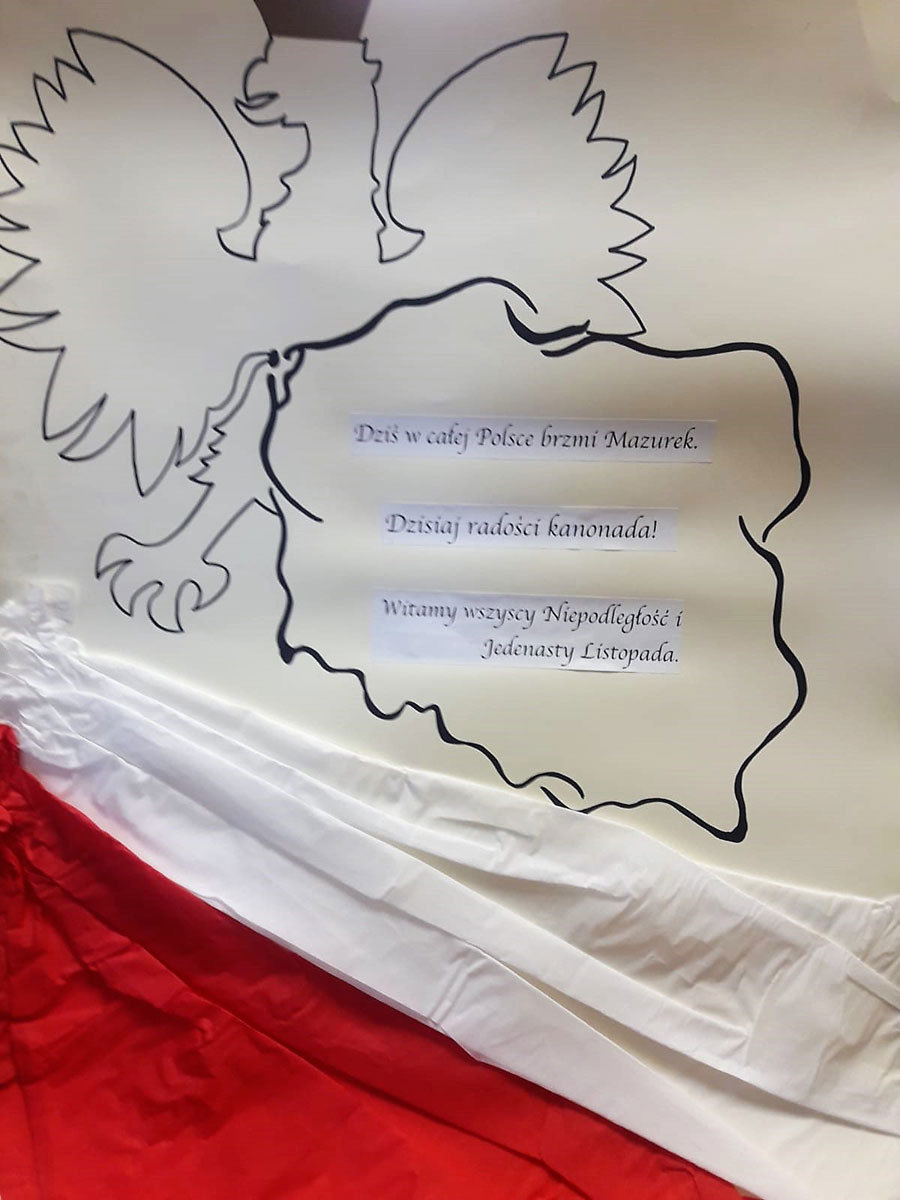 Dziś w całej Polsce brzmi Mazurek.
Dzisiaj radości kanonada!
Witamy wszyscy Niepodległość i
Jedenasty Listopada.